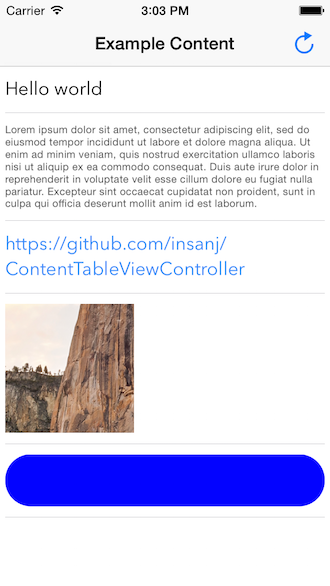 Carrier 3:03 PM
Example Content
Hello world
Lorem ipsum dolor sit amet, consectetur adipiscing elit, sed do
eiusmod tempor incididunt ut labore et dolore magna aliqua. Ut
enim ad minim veniam, quis nostrud exercitation ullamco laboris
nisi ut aliquip ex ea commodo consequat. Duis aute irure dolor in
reprehenderit in voluptate velit esse cillum dolore eu fugiat nulla
pariatur. Excepteur sint occaecat cupidatat non proident, sunt in
culpa qui officia deserunt mollit anim id est laborum.
https://github.com/insanj/
ContentTableViewController